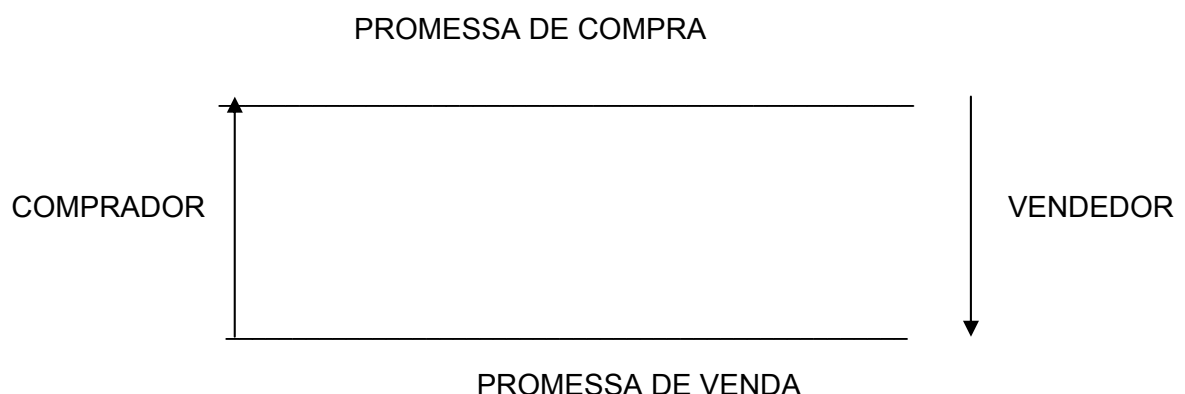 PROMESSA DE COMPRA
COMPRADOR
VENDEDOR
PROMESSA DE VENDA